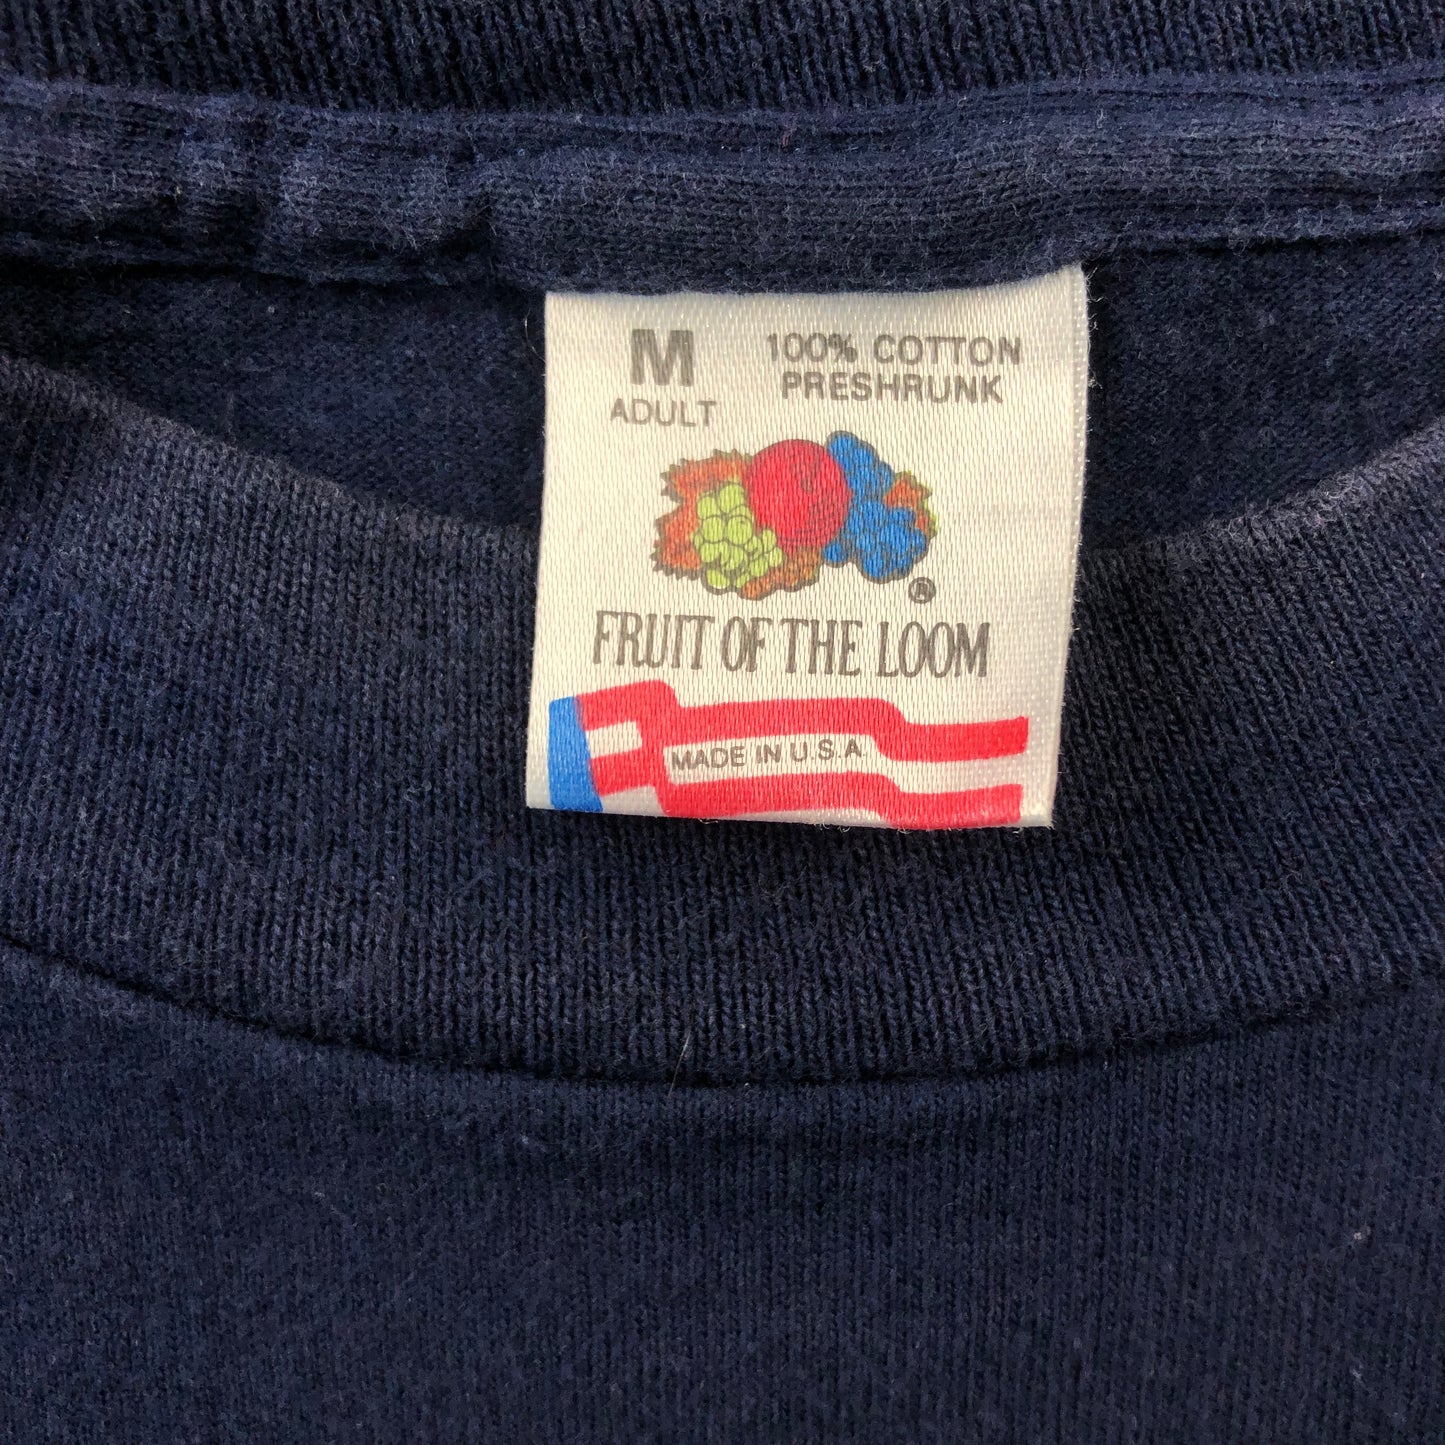 M
ADULT
100% COTTON
PRESHRUNK
®
FRUIT OF THE LOOM
MADE IN U.S.A.